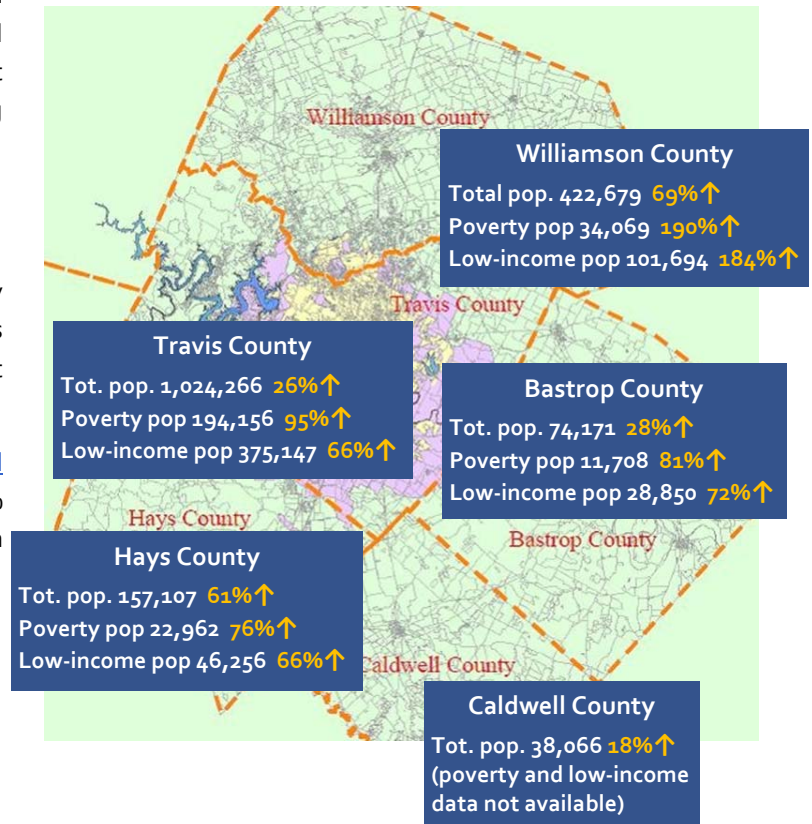 Williamson County
Williamson County
Total pop. 422,679 69%↑
Poverty pop 34,069 190%↑
Low-income pop 101,694 184%↑
Travis County
Travis County
Tot. pop. 1,024,266 26%↑
Poverty pop 194,156 95%↑
Low-income pop 375,147 66%↑
Bastrop County
Tot. pop. 74,171 28%↑
Poverty pop 11,708 81%↑
Low-income pop 28,850 72%↑
Hays County
Bastrop County
Hays County
Tot. pop. 157,107 61%↑
Poverty pop 22,962 76%↑
Low-income pop 46,256 66%↑
Caldwell County
Caldwell County
Tot. pop. 38,066 18%↑
(poverty and low-income
data not available)